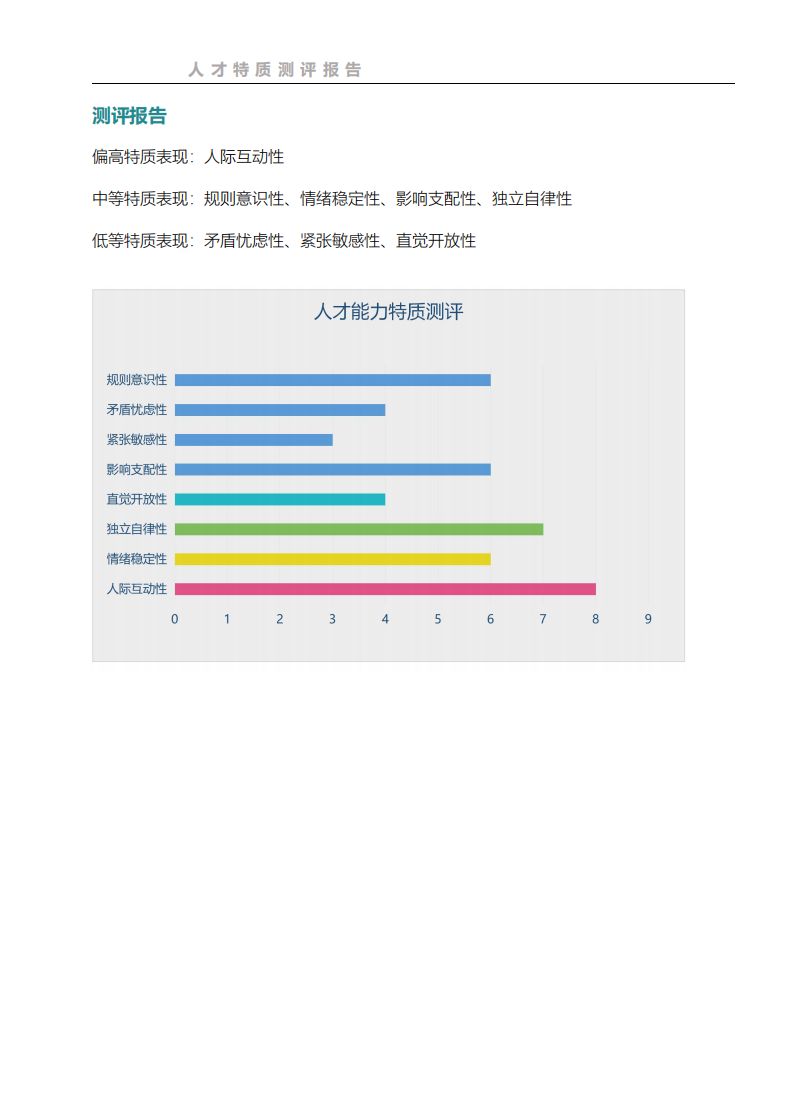 人才特质测评报告
测评报告
偏高特质表现：人际互动性
中等特质表现：规则意识性、情绪稳定性、影响支配性、独立自律性
低等特质表现：矛盾忧虑性、紧张敏感性、直觉开放性
人才能力特质测评
规则意识性
矛盾忧虑性
紧张敏感性
影响支配性
直觉开放性
独立自律性
情绪稳定性
人际互动性
0 1 2 3 4 5 6 7 8 9